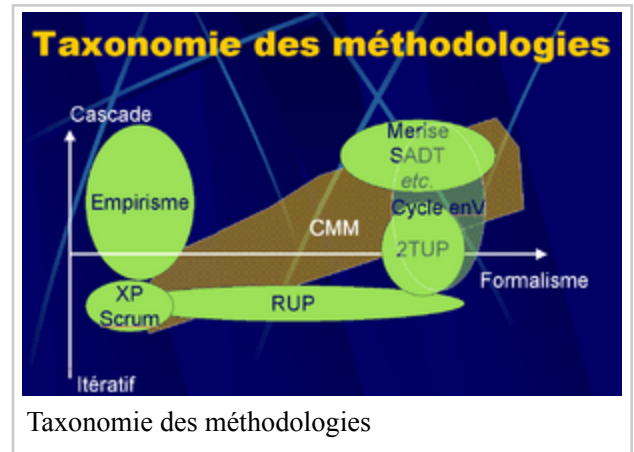 Taxonomie des méthodologies
Cascade
Merise
SADT
etc.
Empirisme
Cycle enV
CMM
2TUP
Formalisme
XP
Scrum
RUP
Itératif
Taxonomie des méthodologies